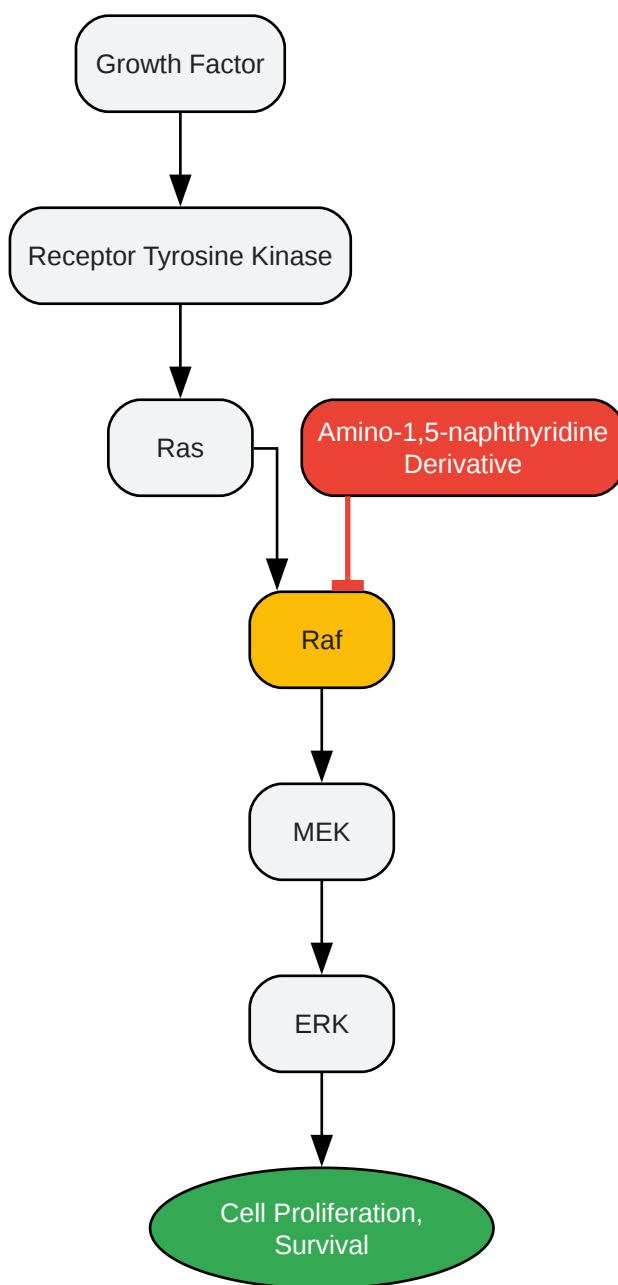 Growth Factor
Receptor Tyrosine Kinase
Ras
Amino-1,5-naphthyridine
Derivative
Raf
MEK
ERK
Cell Proliferation,
Survival